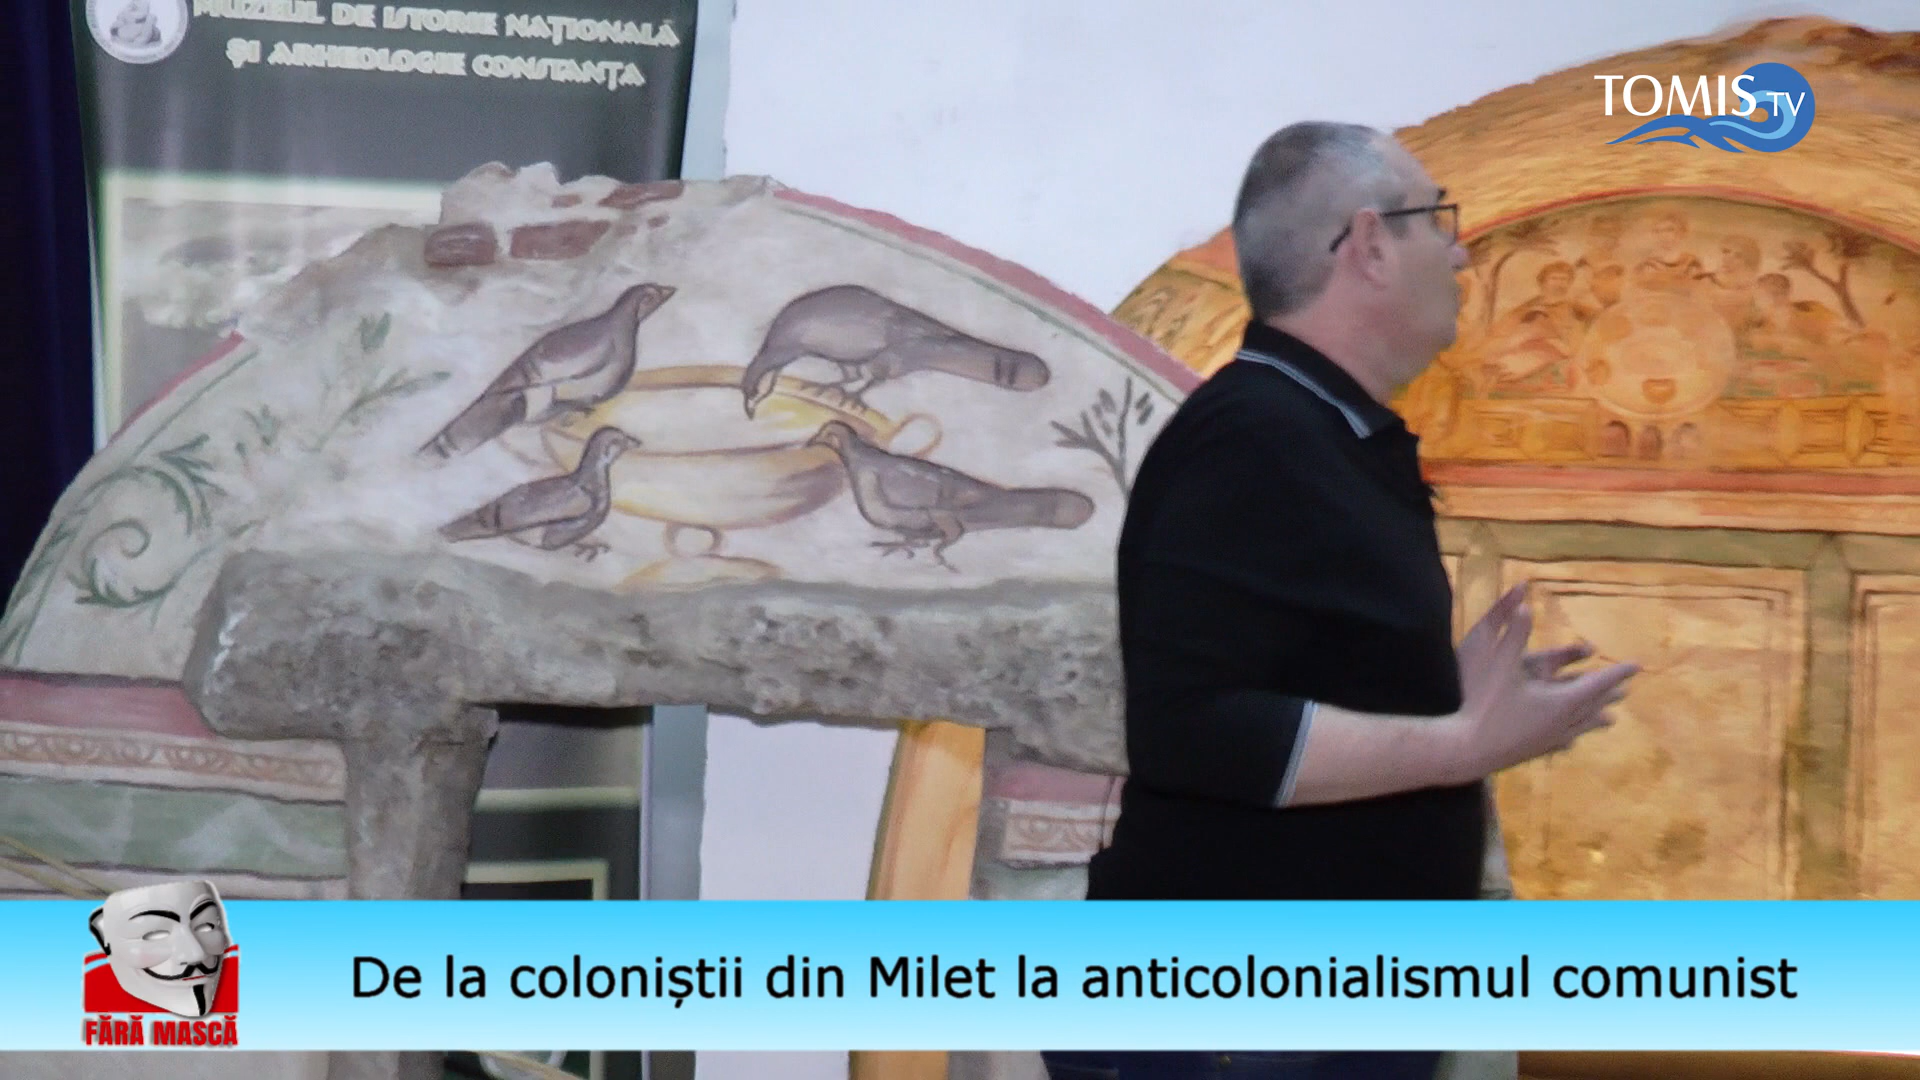 MUZEUL DE ISTORIE NAȚIONALĂ
ȘI ARHEOLOGIE CONSTANȚA
TOMIS TV
De la coloniștii din Milet la anticolonialismul comunist
FĂRĂ MASCĂ